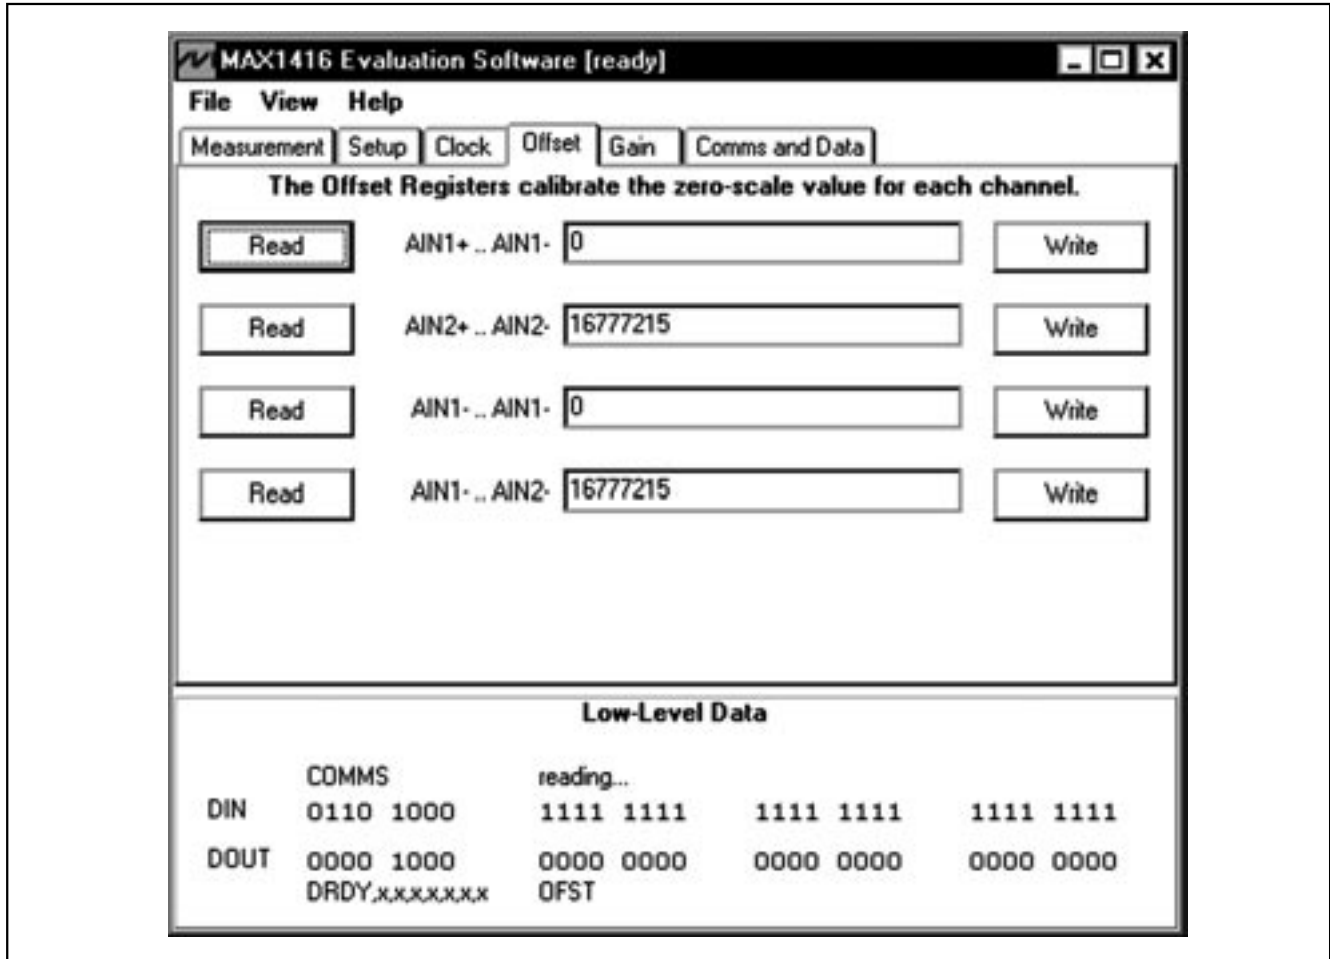 MAX1416 Evaluation Software [ready]
File View Help
Measurement Setup Clock Offset Gain Comms and Data
The Offset Registers calibrate the zero-scale value for each channel.
Read AIN1+ .. AIN1- 0 Write
Read AIN2+ .. AIN2- 16777215 Write
Read AIN1- .. AIN1- 0 Write
Read AIN1- .. AIN2- 16777215 Write
Low-Level Data
COMMS reading...
DIN 0110 1000 1111 1111 1111 1111 1111 1111
DOUT 0000 1000 0000 0000 0000 0000 0000 0000
DRDY,x,x,x,x,x,x,x OFST